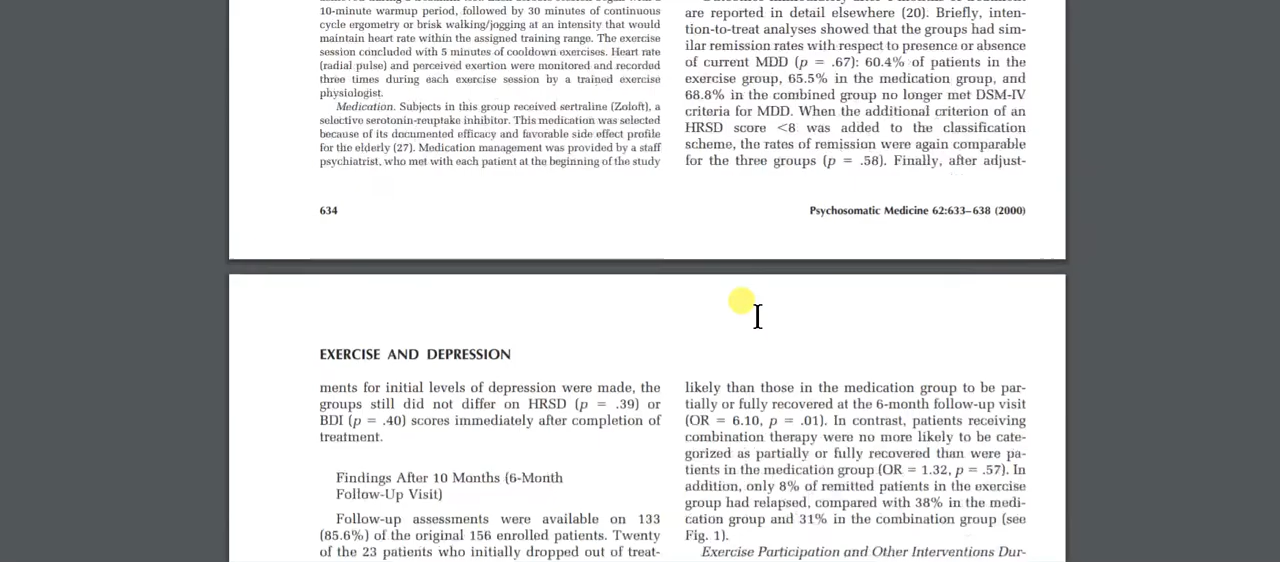 10-minute warmup period, followed by 30 minutes of continuous
cycle ergometry or brisk walking/jogging at an intensity that would
maintain heart rate within the assigned training range. The exercise
session concluded with 5 minutes of cooldown exercises. Heart rate
(radial pulse) and perceived exertion were monitored and recorded
three times during each exercise session by a trained exercise
physiologist.
Medication. Subjects in this group received sertraline (Zoloft), a
selective serotonin-reuptake inhibitor. This medication was selected
because of its documented efficacy and favorable side effect profile
for the elderly (27). Medication management was provided by a staff
psychiatrist, who met with each patient at the beginning of the study
are reported in detail elsewhere (20). Briefly, inten-
tion-to-treat analyses showed that the groups had sim-
ilar remission rates with respect to presence or absence
of current MDD (p = .67): 60.4% of patients in the
exercise group, 65.5% in the medication group, and
68.8% in the combined group no longer met DSM-IV
criteria for MDD. When the additional criterion of an
HRSD score <8 was added to the classification
scheme, the rates of remission were again comparable
for the three groups (p = .58). Finally, after adjust-
634
Psychosomatic Medicine 62:633–638 (2000)
EXERCISE AND DEPRESSION
ments for initial levels of depression were made, the
groups still did not differ on HRSD (p = .39) or
BDI (p = .40) scores immediately after completion of
treatment.
Findings After 10 Months (6-Month
Follow-Up Visit)
Follow-up assessments were available on 133
(85.6%) of the original 156 enrolled patients. Twenty
of the 23 patients who initially dropped out of treat-
likely than those in the medication group to be par-
tially or fully recovered at the 6-month follow-up visit
(OR = 6.10, p = .01). In contrast, patients receiving
combination therapy were no more likely to be cate-
gorized as partially or fully recovered than were pa-
tients in the medication group (OR = 1.32, p = .57). In
addition, only 8% of remitted patients in the exercise
group had relapsed, compared with 38% in the medi-
cation group and 31% in the combination group (see
Fig. 1).
Exercise Participation and Other Interventions Dur-